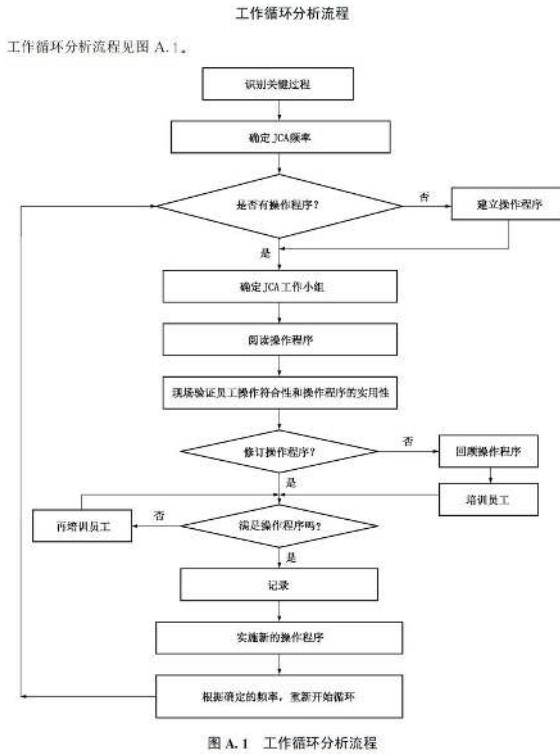 工作循环分析流程
工作循环分析流程见图 A.1。
识别关键过程
确定JCA频率
是否有操作程序?
否
建立操作程序
是
确定JCA工作小组
阅读操作程序
现场验证员工操作符合性和操作程序的实用性
修订操作程序?
否
回顾操作程序
是
培训员工
再培训员工
否
满足操作程序吗?
是
记录
实施新的操作程序
根据确定的频率，重新开始循环
图 A.1 工作循环分析流程